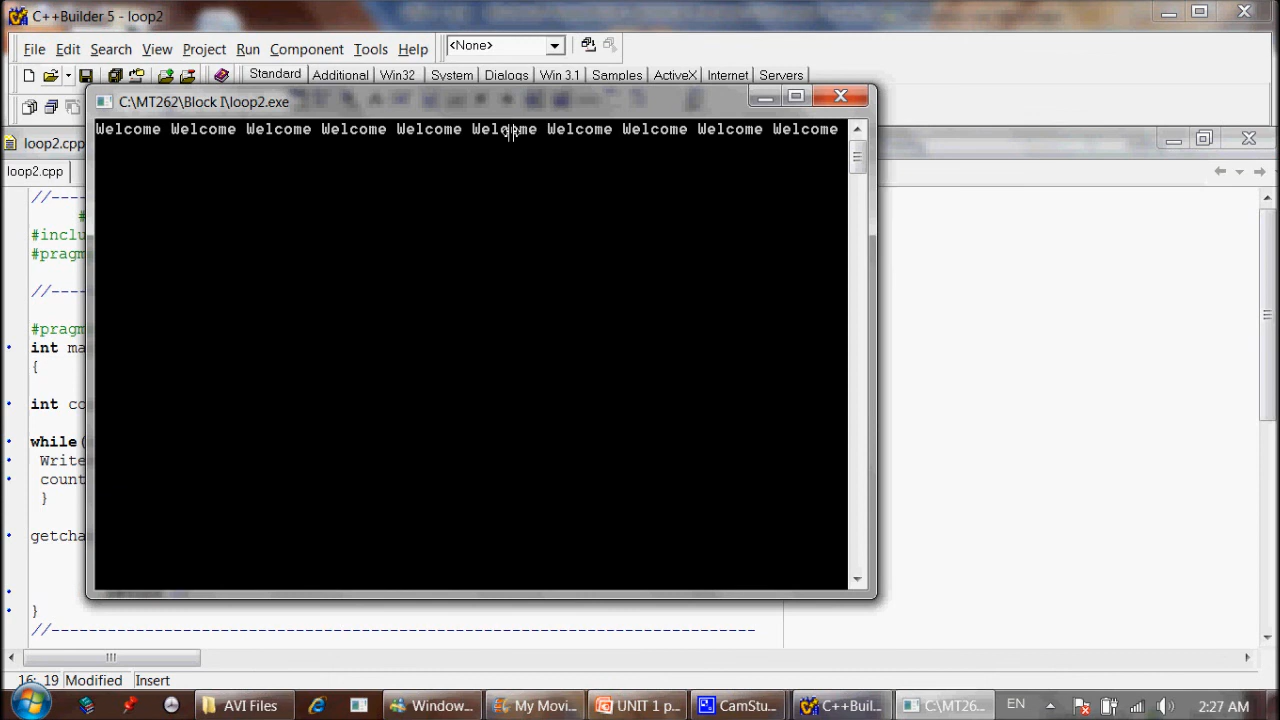 C++Builder 5 - loop2
File Edit Search View Project Run Component Tools Help <None>
Standard Additional Win32 System Dialogs Win 3.1 Samples ActiveX Internet Servers
C:\MT262\Block I\loop2.exe
Welcome Welcome Welcome Welcome Welcome Welcome Welcome Welcome Welcome Welcome
loop2.cpp
loop2.cpp
//----
#
#inclu
#pragm
//----
#pragm
int ma
{
int co
while(
Write
count
}
getcha
}
//---------------------------------------------------------------------------
16: 19 Modified Insert
AVI Files Window... My Movi... UNIT 1 p... CamStu... C++Buil... C:\MT26... EN 2:27 AM